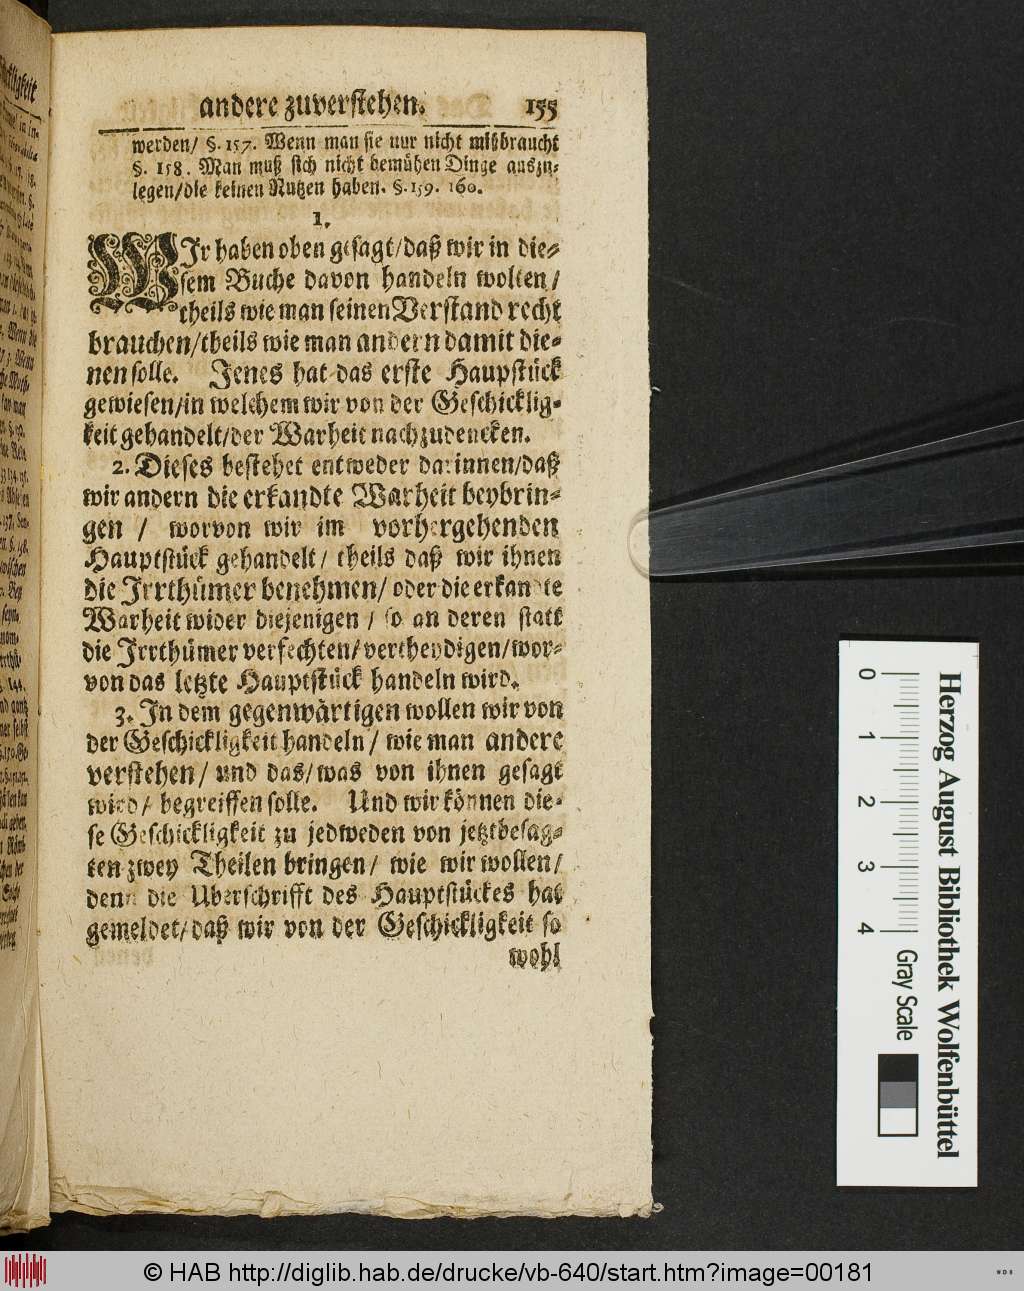 andere zuverstehen. 155
werden/ §. 157. Wenn man sie nur nicht mißbraucht
§. 158. Man muß sich nicht bemühen Dinge auszu-
legen/die keinen Nutzen haben. §. 159. 160.
1.
WIr haben oben gesagt/daß wir in die-
sem Buche davon handeln wolten/
theils wie man seinen Verstand recht
brauchen/theils wie man andern damit die-
nen solle. Jenes hat das erste Haupstück
gewiesen/in welchem wir von der Geschicklig-
keit gehandelt/der Warheit nachzudencken.
2. Dieses bestehet entweder darinnen/daß
wir andern die erkandte Warheit beybrin-
gen / worvon wir im vorhergehenden
Hauptstück gehandelt/ theils daß wir ihnen
die Irrthümer benehmen/ oder die erkandte
Warheit wider diejenigen / so an deren statt
die Irrthümer verfechten/vertheydigen/wor-
von das letzte Hauptstück handeln wird.
3. In dem gegenwärtigen wollen wir von
der Geschickligkeit handeln/ wie man andere
verstehen/ und das/was von ihnen gesagt
wird/ begreiffen solle. Und wir können die-
se Geschickligkeit zu jedweden von jetztbesag-
ten zwey Theilen bringen/ wie wir wollen/
denn die Uberschrifft des Hauptstückes hat
gemeldet/daß wir von der Geschickligkeit so
wohl
Herzog August Bibliothek Wolfenbüttel
0 1 2 3 4 Gray Scale
© HAB http://diglib.hab.de/drucke/vb-640/start.htm?image=00181